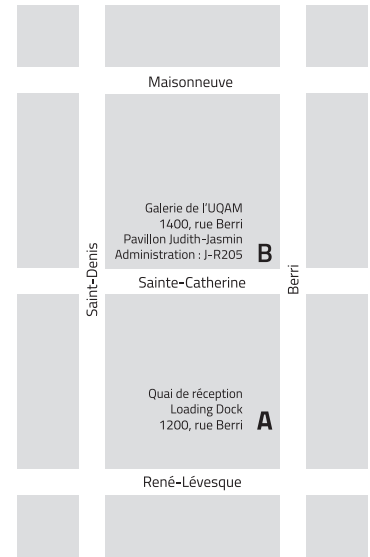 Maisonneuve
Galerie de l'UQAM
1400, rue Berri
Pavillon Judith-Jasmin
Administration : J-R205
B
Saint-Denis
Sainte-Catherine
Berri
Quai de réception
Loading Dock
1200, rue Berri
A
René-Lévesque